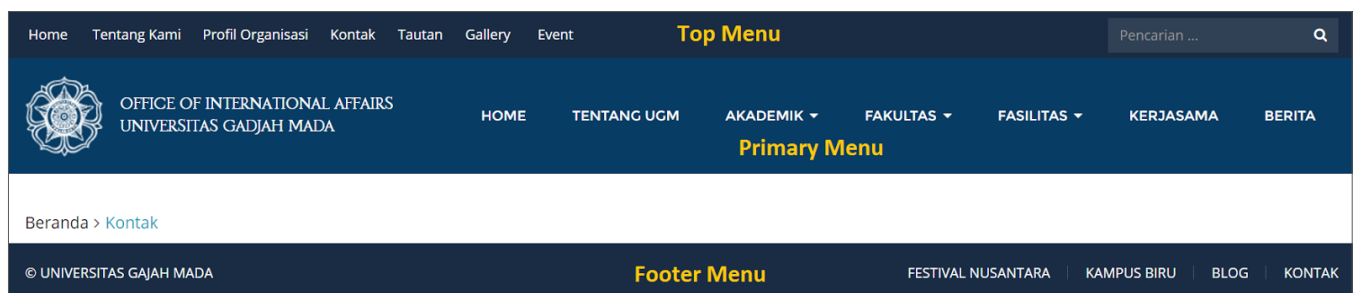 Home Tentang Kami Profil Organisasi Kontak Tautan Gallery Event Top Menu Pencarian ...
OFFICE OF INTERNATIONAL AFFAIRS
UNIVERSITAS GADJAH MADA
HOME TENTANG UGM AKADEMIK FAKULTAS FASILITAS KERJASAMA BERITA
Primary Menu
Beranda > Kontak
© UNIVERSITAS GAJAH MADA Footer Menu FESTIVAL NUSANTARA | KAMPUS BIRU | BLOG | KONTAK